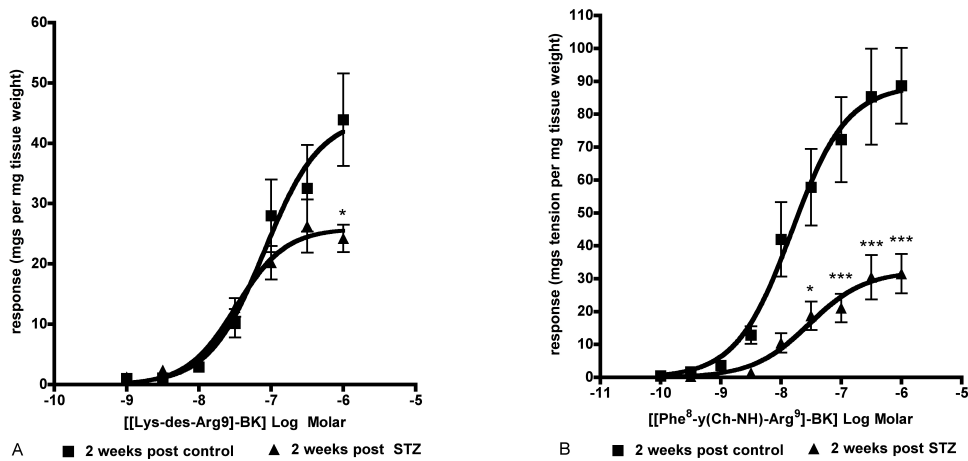 60
50
40
30
20
10
0
-10 -9 -8 -7 -6 -5
response (mgs per mg tissue weight)
*
[[Lys-des-Arg9]-BK] Log Molar
A ■ 2 weeks post control ▲ 2 weeks post STZ
110
100
90
80
70
60
50
40
30
20
10
0
-11 -10 -9 -8 -7 -6 -5
response (mgs tension per mg tissue weight)
* *** *** ***
[[Phe⁸-y(Ch-NH)-Arg⁹]-BK] Log Molar
B ■ 2 weeks post control ▲ 2 weeks post STZ